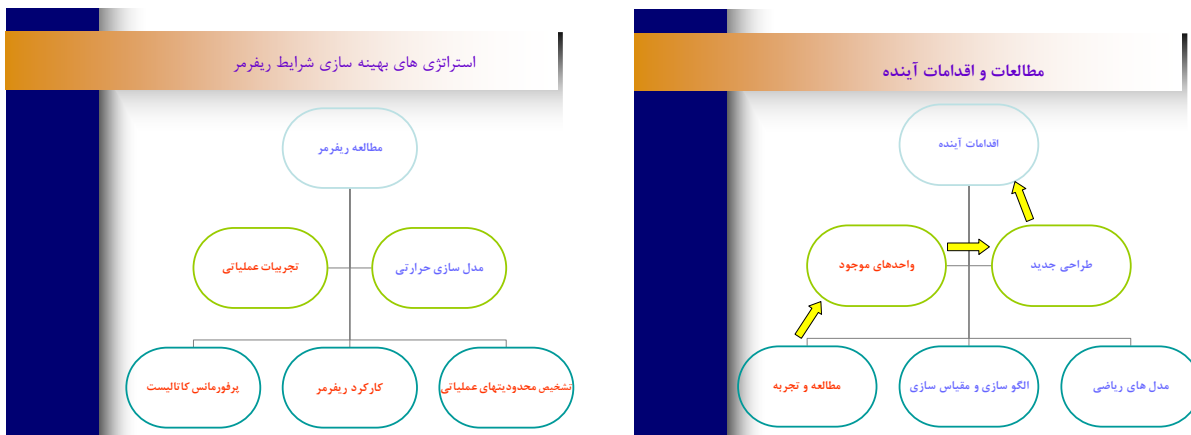 استراتژی های بهینه سازی شرایط ریفرمر
مطالعه ریفرمر
مدل سازی حرارتی
تجربیات عملیاتی
تشخیص محدودیتهای عملیاتی
کارکرد ریفرمر
پرفورمانس کاتالیست
مطالعات و اقدامات آینده
اقدامات آینده
طراحی جدید
واحدهای موجود
مدل های ریاضی
الگو سازی و مقیاس سازی
مطالعه و تجربه